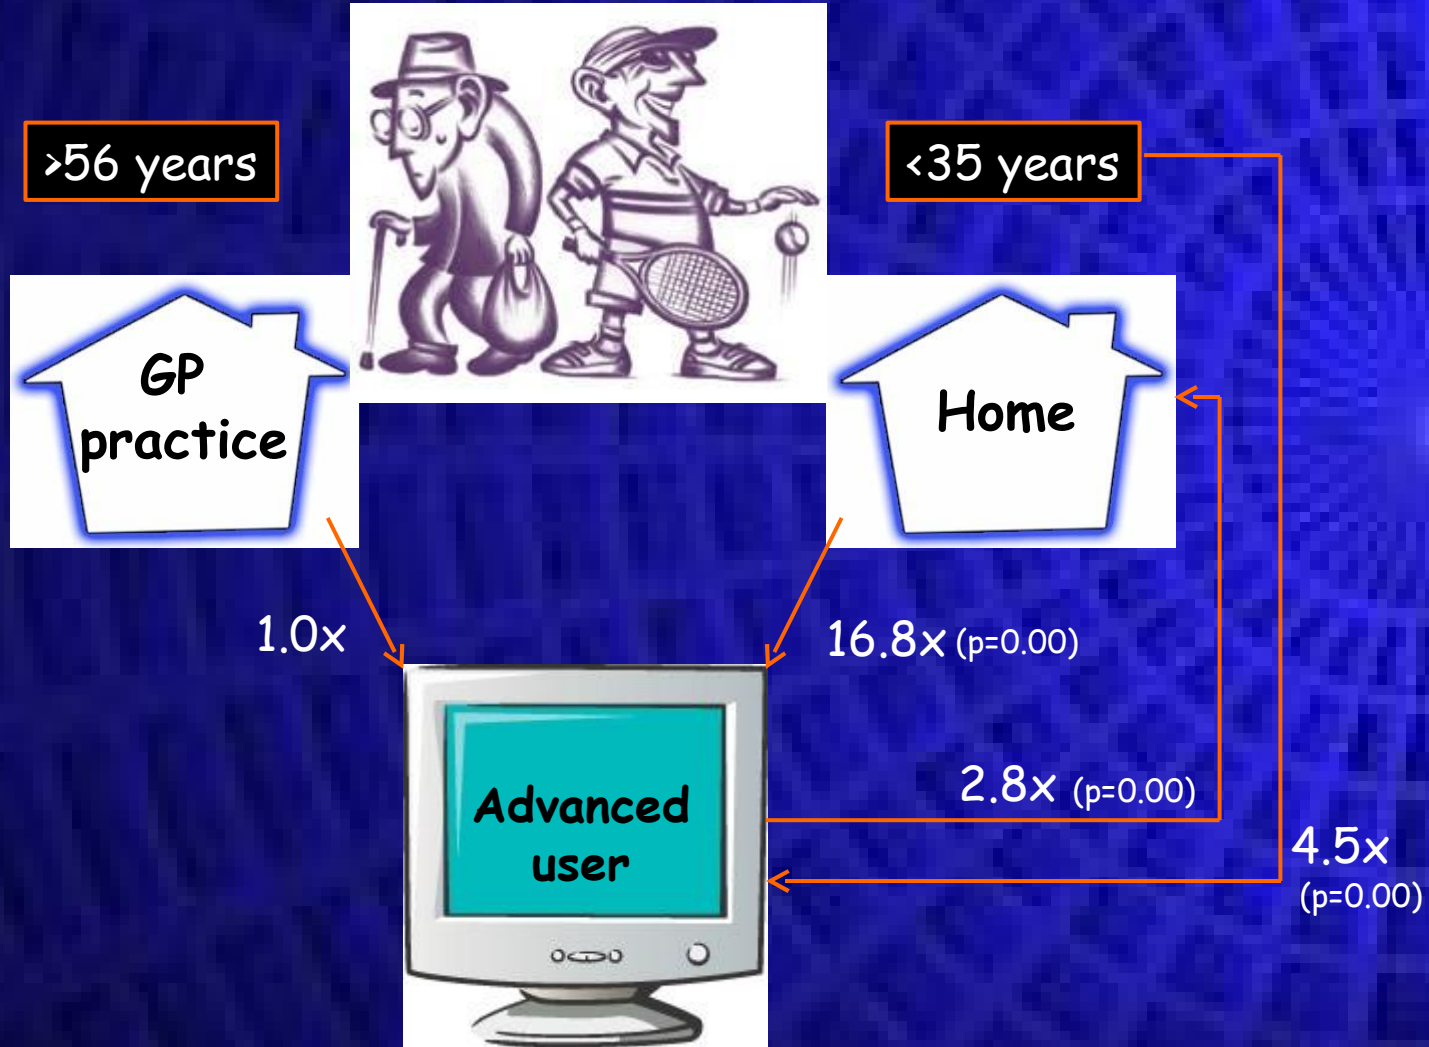 >56 years
<35 years
GP
practice
Home
1.0x
16.8x (p=0.00)
Advanced
user
2.8x (p=0.00)
4.5x
(p=0.00)